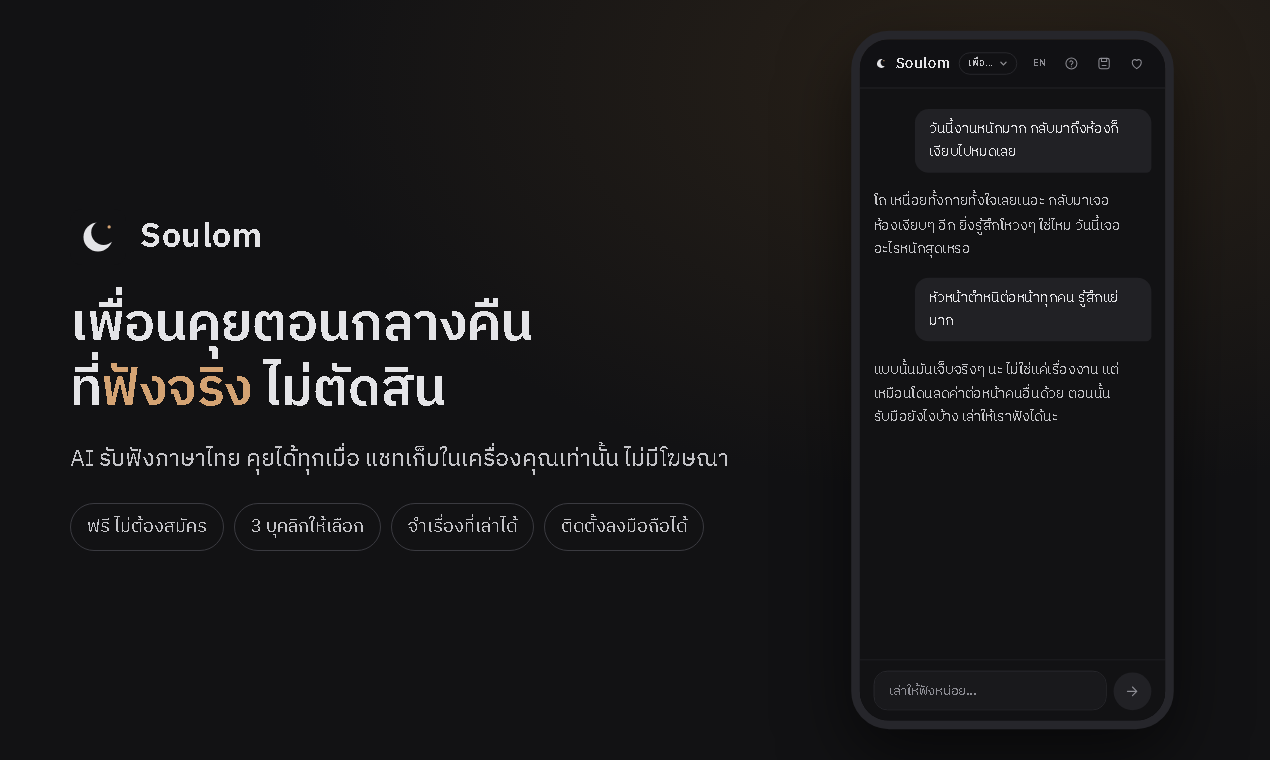 Soulom
เพื่อนคุยตอนกลางคืน
ที่ฟังจริง ไม่ตัดสิน
AI รับฟังภาษาไทย คุยได้ทุกเมื่อ แชทเก็บในเครื่องคุณเท่านั้น ไม่มีโฆษณา
ฟรี ไม่ต้องสมัคร
3 บุคลิกให้เลือก
จำเรื่องที่เล่าได้
ติดตั้งลงมือถือได้
Soulom
เพื่อ...
EN
วันนี้งานหนักมาก กลับมาถึงห้องก็
เงียบไปหมดเลย
โถ เหนื่อยทั้งกายทั้งใจเลยเนอะ กลับมาเจอ
ห้องเงียบๆ อีก ยิ่งรู้สึกโหวงๆ ใช่ไหม วันนี้เจอ
อะไรหนักสุดเหรอ
หัวหน้าตำหนิต่อหน้าทุกคน รู้สึกแย่
มาก
แบบนั้นมันเจ็บจริงๆ นะ ไม่ใช่แค่เรื่องงาน แต่
เหมือนโดนลดค่าต่อหน้าคนอื่นด้วย ตอนนั้น
รับมือยังไงบ้าง เล่าให้เราฟังได้นะ
เล่าให้ฟังหน่อย...